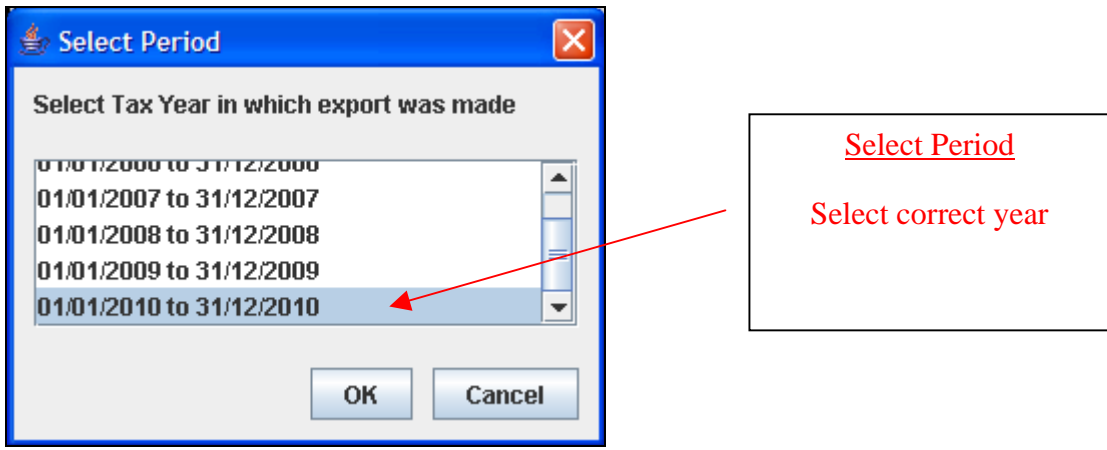 Select Period
Select Tax Year in which export was made
01/01/2007 to 31/12/2007
01/01/2008 to 31/12/2008
01/01/2009 to 31/12/2009
01/01/2010 to 31/12/2010
OK Cancel
Select Period
Select correct year